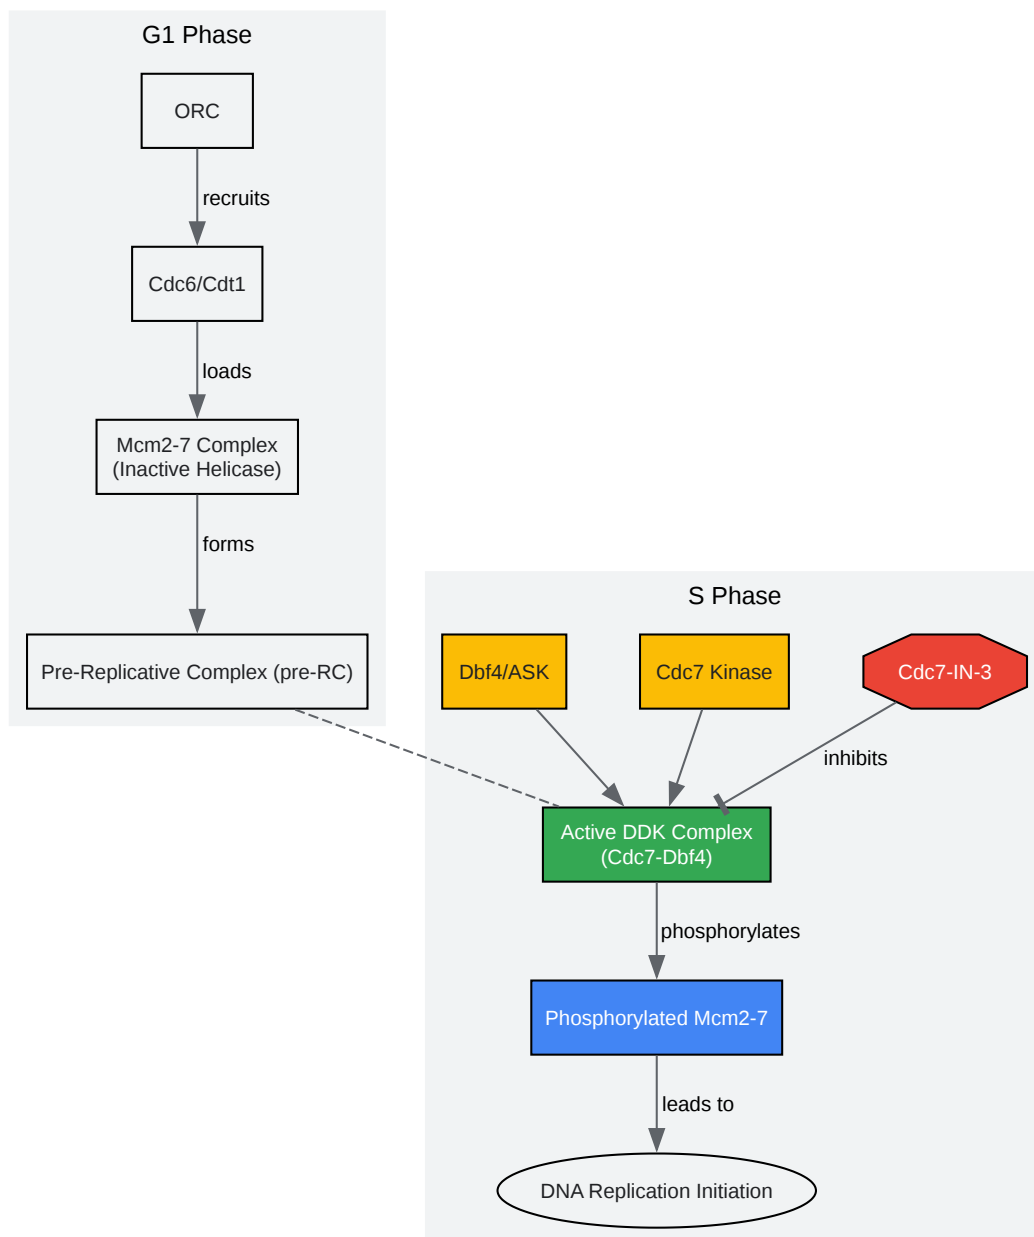 G1 Phase
ORC
recruits
Cdc6/Cdt1
loads
Mcm2-7 Complex
(Inactive Helicase)
forms
Pre-Replicative Complex (pre-RC)
S Phase
Dbf4/ASK
Cdc7 Kinase
Cdc7-IN-3
inhibits
Active DDK Complex
(Cdc7-Dbf4)
phosphorylates
Phosphorylated Mcm2-7
leads to
DNA Replication Initiation